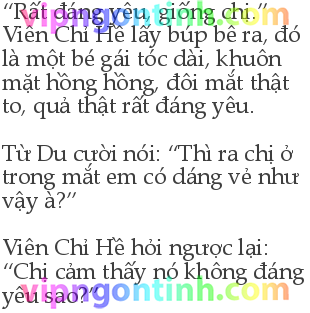 “Rất đáng yêu, giống chị.”
Viên Chỉ Hề lấy búp bê ra, đó
là một bé gái tóc dài, khuôn
mặt hồng hồng, đôi mắt thật
to, quả thật rất đáng yêu.
Từ Du cười nói: “Thì ra chị ở
trong mắt em có dáng vẻ như
vậy à?”
Viên Chỉ Hề hỏi ngược lại:
“Chị cảm thấy nó không đáng
yêu sao?”
vipngontinh.com
vipngontinh.com